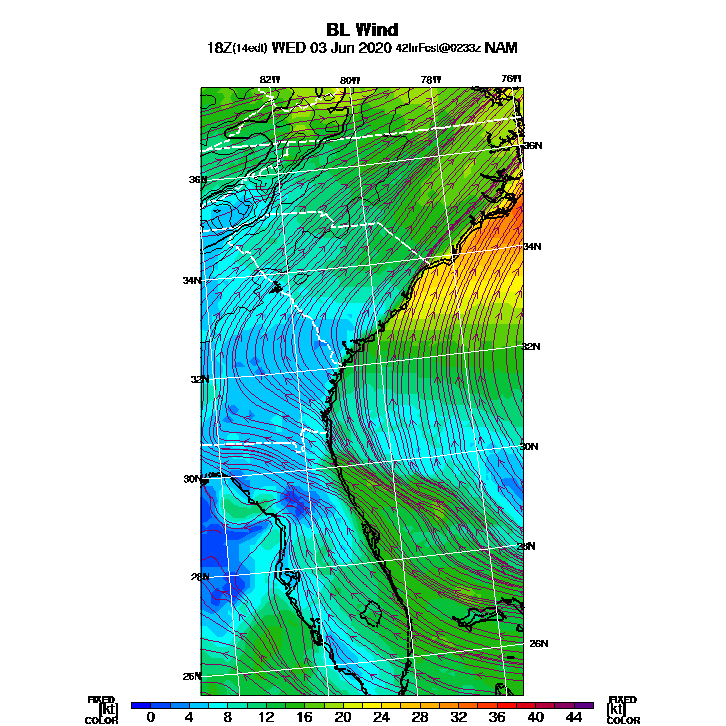 BL Wind
18Z(14edt) WED 03 Jun 2020 42hrFcst@0233z NAM
82W 80W 78W 76W
36N
36N
34N
34N
32N
32N
30N
30N
28N
28N
26N
26N
FIXED FIXED
[kt] 0 4 8 12 16 20 24 28 32 36 40 44 [kt]
COLOR COLOR